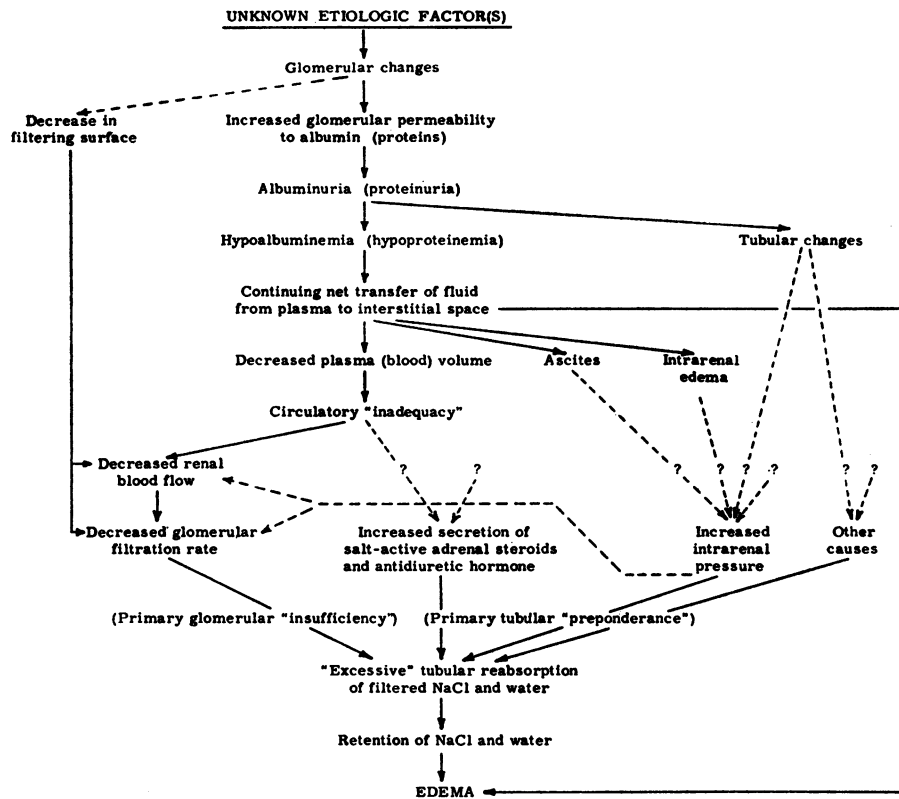 UNKNOWN ETIOLOGIC FACTOR(S)
Glomerular changes
Decrease in
filtering surface
Increased glomerular permeability
to albumin (proteins)
Albuminuria (proteinuria)
Hypoalbuminemia (hypoproteinemia)
Tubular changes
Continuing net transfer of fluid
from plasma to interstitial space
Decreased plasma (blood) volume
Ascites
Intrarenal
edema
Circulatory "inadequacy"
Decreased renal
blood flow
? ? ? ? ? ? ?
Decreased glomerular
filtration rate
Increased secretion of
salt-active adrenal steroids
and antidiuretic hormone
Increased
intrarenal
pressure
Other
causes
(Primary glomerular "insufficiency")
(Primary tubular "preponderance")
"Excessive" tubular reabsorption
of filtered NaCl and water
Retention of NaCl and water
EDEMA